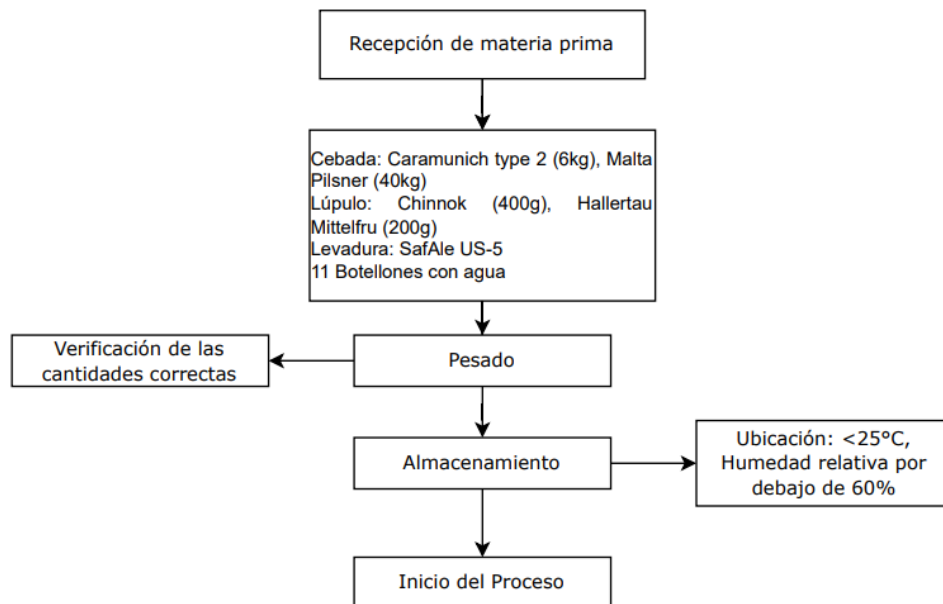 Recepción de materia prima
Cebada: Caramunich type 2 (6kg), Malta
Pilsner (40kg)
Lúpulo: Chinnok (400g), Hallertau
Mittelfru (200g)
Levadura: SafAle US-5
11 Botellones con agua
Verificación de las
cantidades correctas
Pesado
Almacenamiento
Ubicación: <25°C,
Humedad relativa por
debajo de 60%
Inicio del Proceso